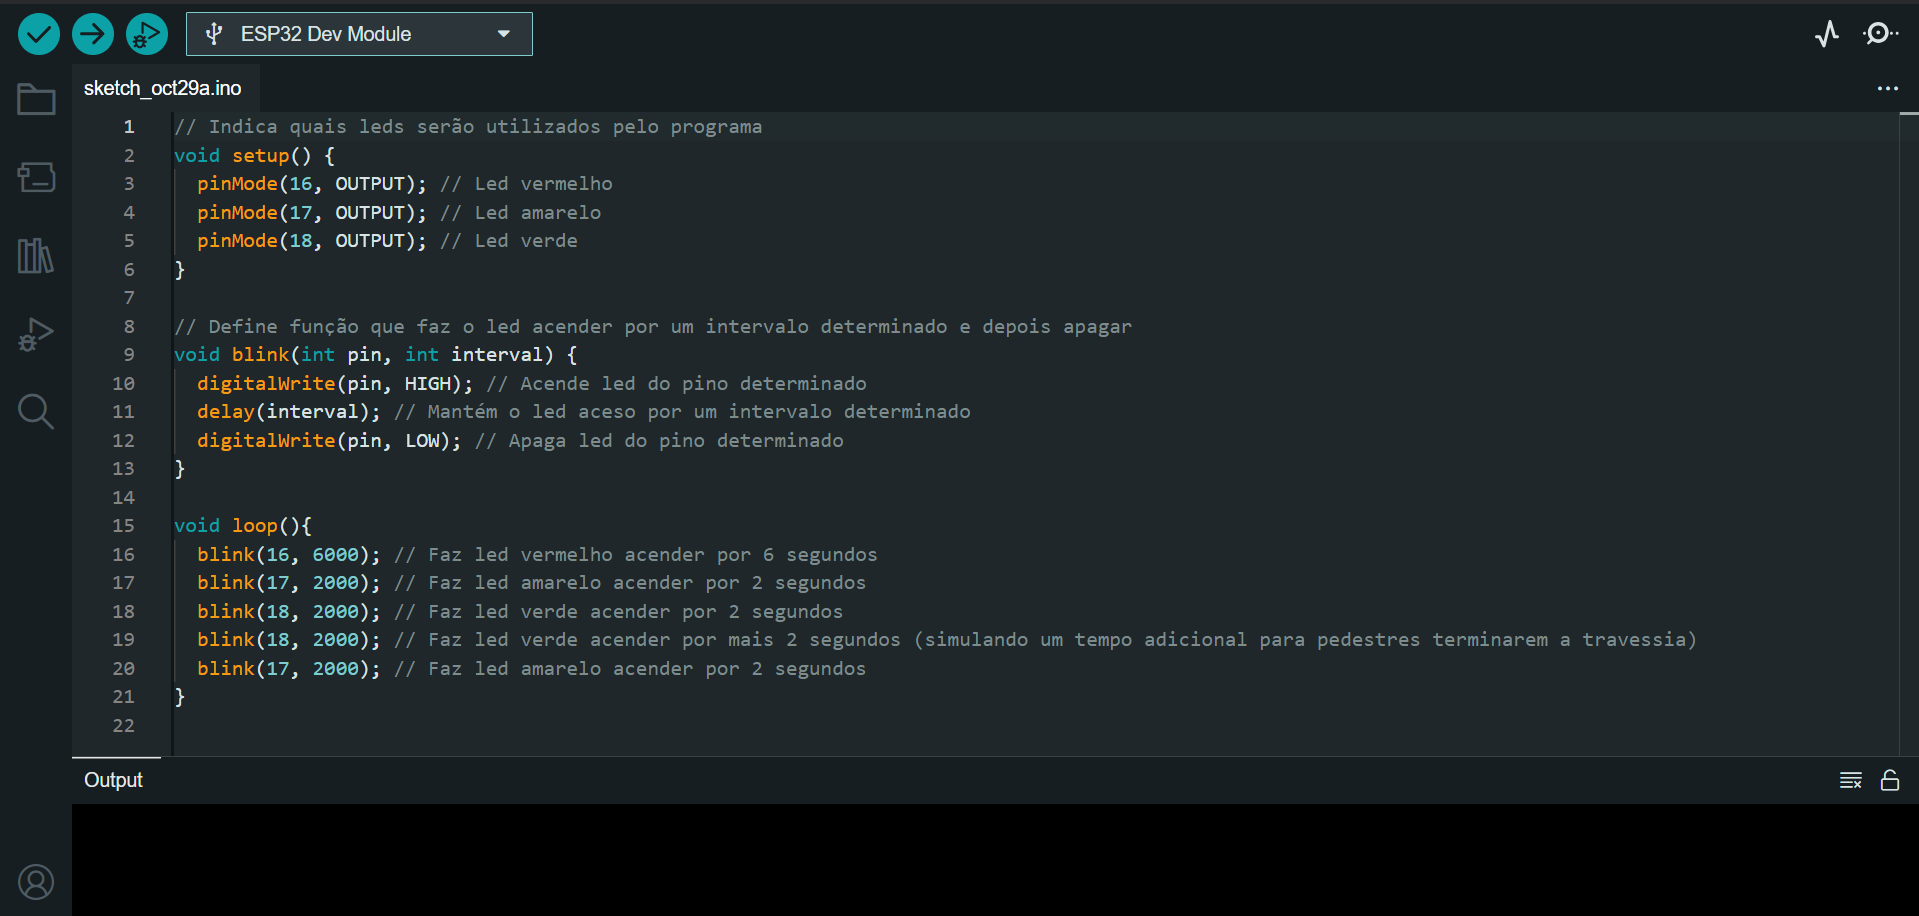 ESP32 Dev Module
sketch_oct29a.ino
1 // Indica quais leds serão utilizados pelo programa
2 void setup() {
3 pinMode(16, OUTPUT); // Led vermelho
4 pinMode(17, OUTPUT); // Led amarelo
5 pinMode(18, OUTPUT); // Led verde
6 }
7
8 // Define função que faz o led acender por um intervalo determinado e depois apagar
9 void blink(int pin, int interval) {
10 digitalWrite(pin, HIGH); // Acende led do pino determinado
11 delay(interval); // Mantém o led aceso por um intervalo determinado
12 digitalWrite(pin, LOW); // Apaga led do pino determinado
13 }
14
15 void loop(){
16 blink(16, 6000); // Faz led vermelho acender por 6 segundos
17 blink(17, 2000); // Faz led amarelo acender por 2 segundos
18 blink(18, 2000); // Faz led verde acender por 2 segundos
19 blink(18, 2000); // Faz led verde acender por mais 2 segundos (simulando um tempo adicional para pedestres terminarem a travessia)
20 blink(17, 2000); // Faz led amarelo acender por 2 segundos
21 }
22
Output